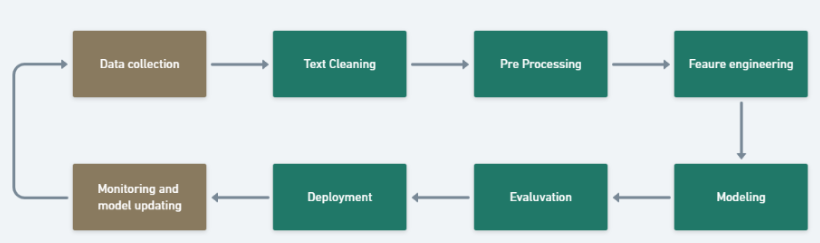 Data collection
Text Cleaning
Pre Processing
Feaure engineering
Monitoring and
model updating
Deployment
Evaluvation
Modeling